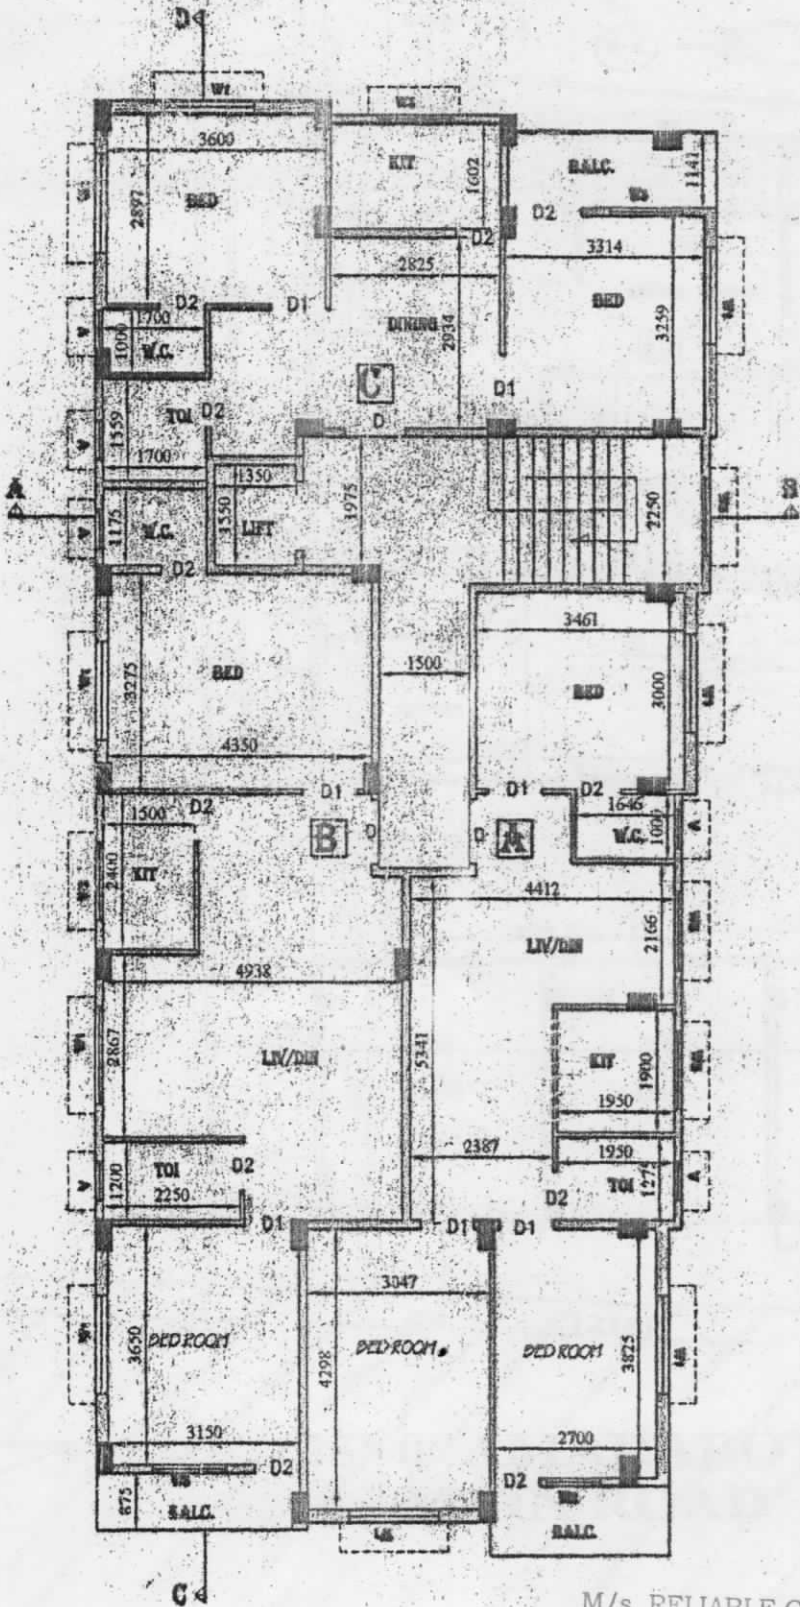 D
W1
W2
3600
KIT
1602
BALC.
1141
2897
BED
D2
W2
D2
3314
2825
BED
D2
D1
1700
DINING
2934
3259
1000
W.C.
C
D1
TOI
D2
D
1559
1700
1350
1975
A
1175
W.C.
1550
LIFT
2250
B
D2
3461
3275
BED
1500
BED
3000
4350
D1
D1
D2
1500
D2
1646
B
D
D
A
W.C.
1000
2400
KIT
4412
LIV/DIN
2166
4938
2867
LIV/DIN
5341
KIT
1900
1950
2387
1950
TOI
D2
1200
2250
D2
TOI
1275
D1
D1
D1
3047
3650
BED ROOM
4298
BED ROOM.
BED ROOM
3825
3150
2700
D2
D2
875
BALC.
BALC.
C
M/s. RELIABLE C